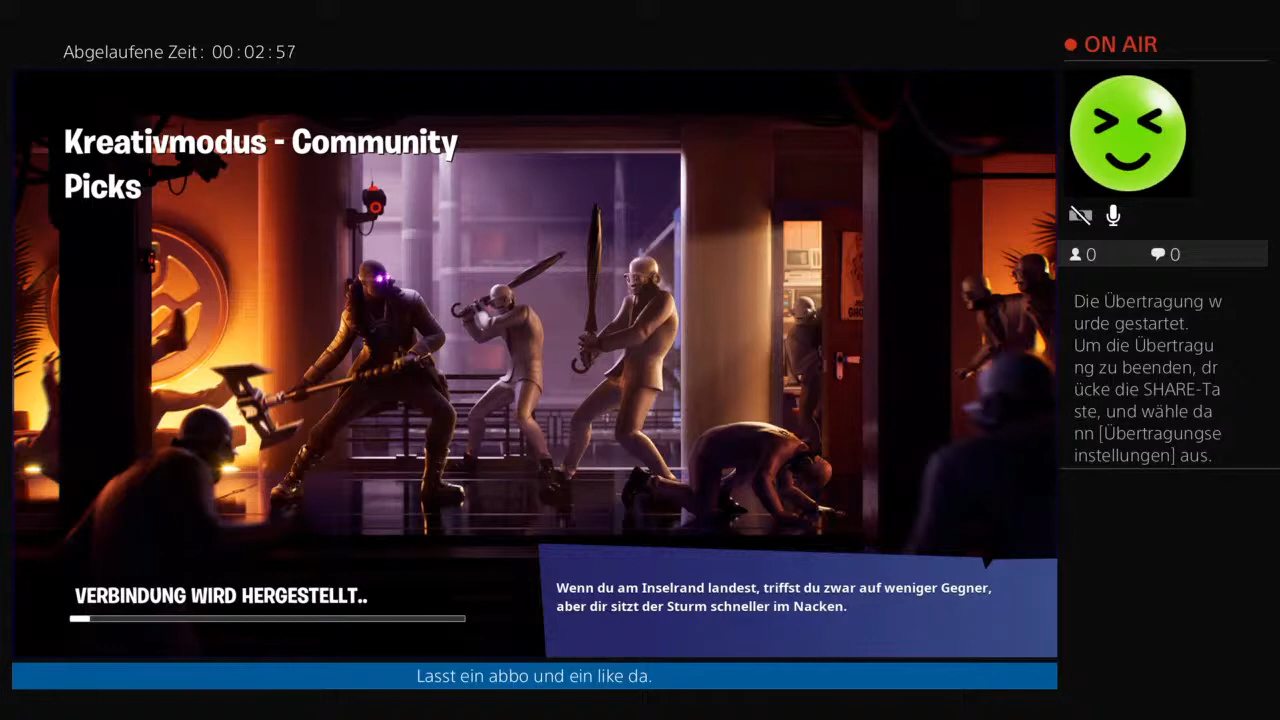 Abgelaufene Zeit: 00:02:57
ON AIR
Kreativmodus - Community
Picks
0
0
Die Übertragung w
urde gestartet.
Um die Übertragu
ng zu beenden, dr
ücke die SHARE-Ta
ste, und wähle da
nn [Übertragungse
instellungen] aus.
VERBINDUNG WIRD HERGESTELLT..
Wenn du am Inselrand landest, triffst du zwar auf weniger Gegner,
aber dir sitzt der Sturm schneller im Nacken.
Lasst ein abbo und ein like da.